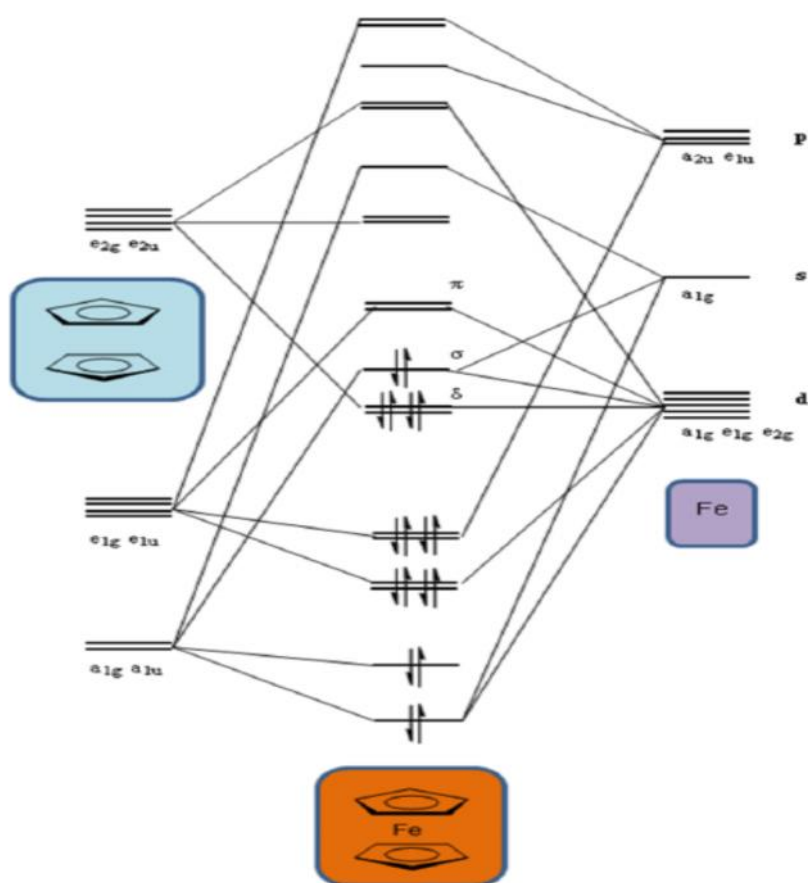 p
a2u e1u
e2g e2u
s
π
a1g
σ
δ
d
a1g e1g e2g
Fe
e1g e1u
a1g a1u
Fe